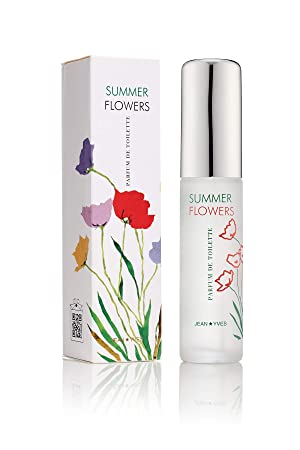 SUMMER
FLOWERS
PARFUM DE TOILETTE
SUMMER
FLOWERS
PARFUM DE TOILETTE
JEAN★YVES